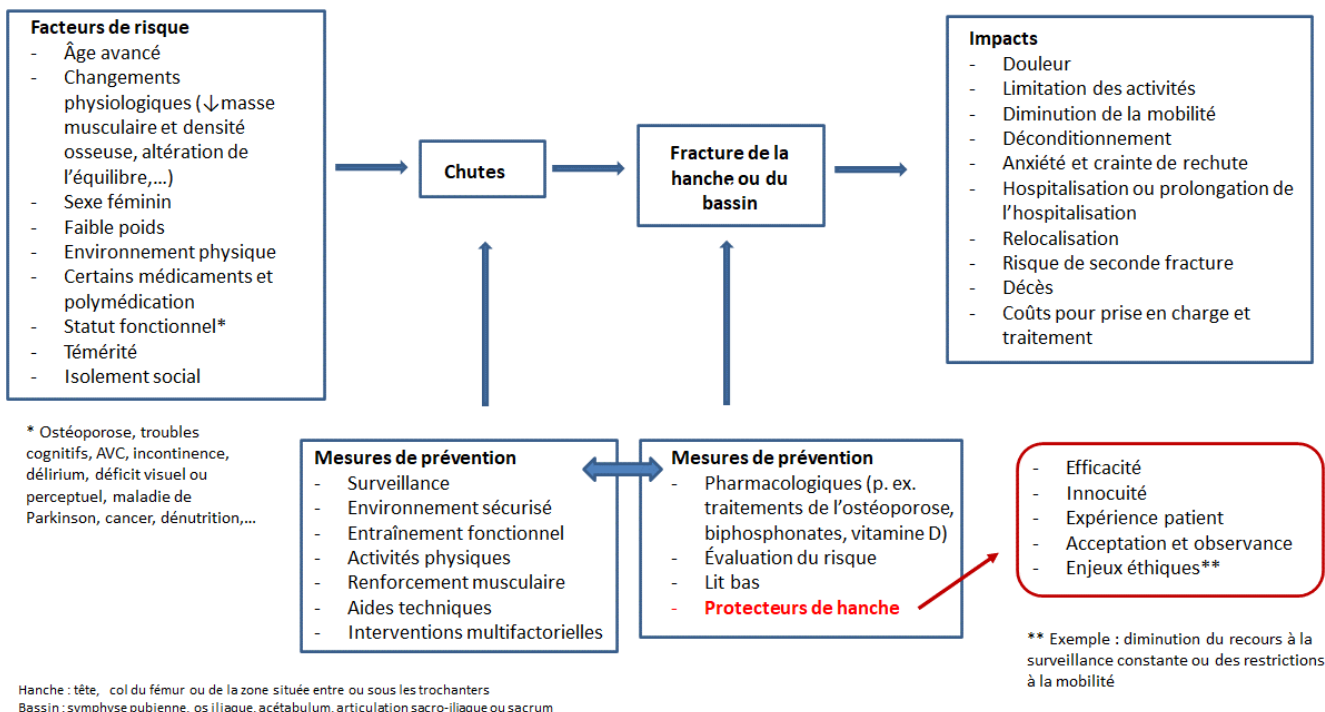 Facteurs de risque
- Âge avancé
- Changements
physiologiques (↓masse
musculaire et densité
osseuse, altération de
l'équilibre,…)
- Sexe féminin
- Faible poids
- Environnement physique
- Certains médicaments et
polymédication
- Statut fonctionnel*
- Témérité
- Isolement social
* Ostéoporose, troubles
cognitifs, AVC, incontinence,
délirium, déficit visuel ou
perceptuel, maladie de
Parkinson, cancer, dénutrition,…
Chutes
Fracture de la
hanche ou du
bassin
Impacts
- Douleur
- Limitation des activités
- Diminution de la mobilité
- Déconditionnement
- Anxiété et crainte de rechute
- Hospitalisation ou prolongation de
l'hospitalisation
- Relocalisation
- Risque de seconde fracture
- Décès
- Coûts pour prise en charge et
traitement
Mesures de prévention
- Surveillance
- Environnement sécurisé
- Entraînement fonctionnel
- Activités physiques
- Renforcement musculaire
- Aides techniques
- Interventions multifactorielles
Mesures de prévention
- Pharmacologiques (p. ex.
traitements de l'ostéoporose,
biphosphonates, vitamine D)
- Évaluation du risque
- Lit bas
- Protecteurs de hanche
- Efficacité
- Innocuité
- Expérience patient
- Acceptation et observance
- Enjeux éthiques**
** Exemple : diminution du recours à la
surveillance constante ou des restrictions
à la mobilité
Hanche : tête, col du fémur ou de la zone située entre ou sous les trochanters
Bassin : symphyse pubienne, os iliaque, acétabulum, articulation sacro-iliaque ou sacrum